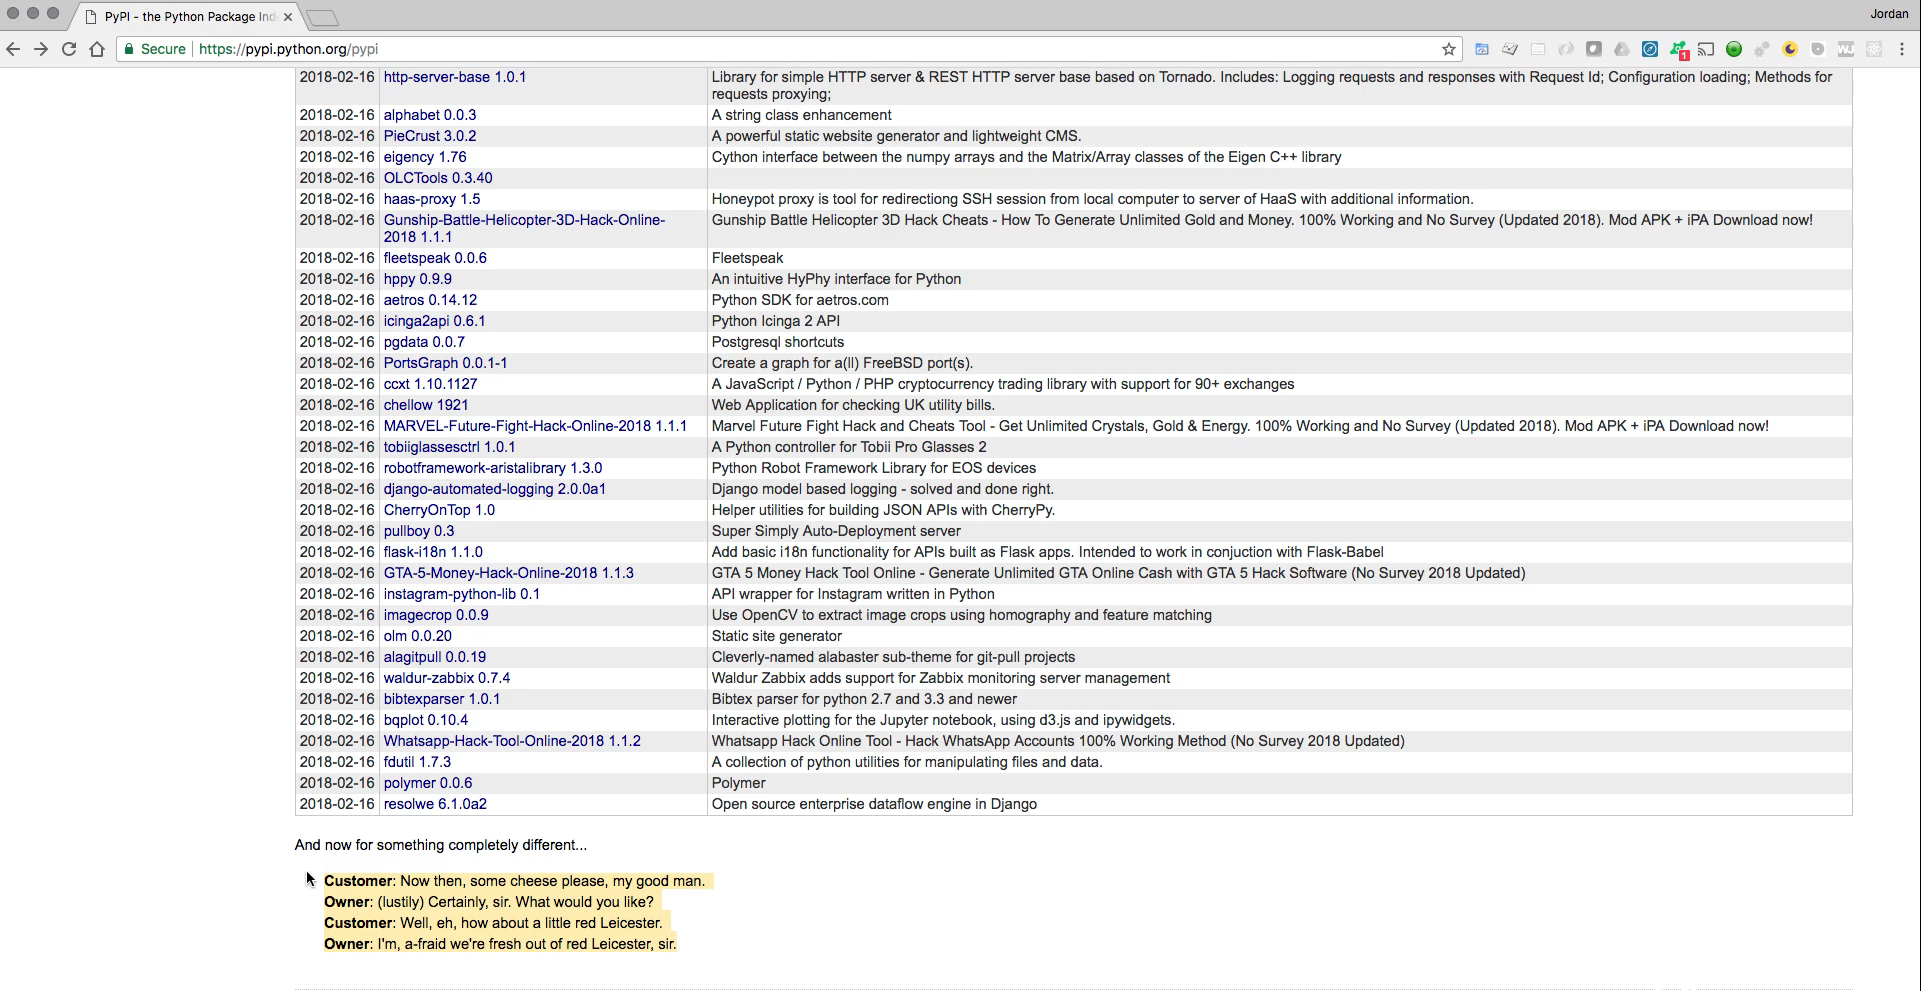 PyPI - the Python Package Ind
Jordan
Secure https://pypi.python.org/pypi
1
2018-02-16 http-server-base 1.0.1 Library for simple HTTP server & REST HTTP server base based on Tornado. Includes: Logging requests and responses with Request Id; Configuration loading; Methods for
requests proxying;
2018-02-16 alphabet 0.0.3 A string class enhancement
2018-02-16 PieCrust 3.0.2 A powerful static website generator and lightweight CMS.
2018-02-16 eigency 1.76 Cython interface between the numpy arrays and the Matrix/Array classes of the Eigen C++ library
2018-02-16 OLCTools 0.3.40
2018-02-16 haas-proxy 1.5 Honeypot proxy is tool for redirectiong SSH session from local computer to server of HaaS with additional information.
2018-02-16 Gunship-Battle-Helicopter-3D-Hack-Online- Gunship Battle Helicopter 3D Hack Cheats - How To Generate Unlimited Gold and Money. 100% Working and No Survey (Updated 2018). Mod APK + iPA Download now!
2018 1.1.1
2018-02-16 fleetspeak 0.0.6 Fleetspeak
2018-02-16 hppy 0.9.9 An intuitive HyPhy interface for Python
2018-02-16 aetros 0.14.12 Python SDK for aetros.com
2018-02-16 icinga2api 0.6.1 Python Icinga 2 API
2018-02-16 pgdata 0.0.7 Postgresql shortcuts
2018-02-16 PortsGraph 0.0.1-1 Create a graph for a(ll) FreeBSD port(s).
2018-02-16 ccxt 1.10.1127 A JavaScript / Python / PHP cryptocurrency trading library with support for 90+ exchanges
2018-02-16 chellow 1921 Web Application for checking UK utility bills.
2018-02-16 MARVEL-Future-Fight-Hack-Online-2018 1.1.1 Marvel Future Fight Hack and Cheats Tool - Get Unlimited Crystals, Gold & Energy. 100% Working and No Survey (Updated 2018). Mod APK + iPA Download now!
2018-02-16 tobiiglassesctrl 1.0.1 A Python controller for Tobii Pro Glasses 2
2018-02-16 robotframework-aristalibrary 1.3.0 Python Robot Framework Library for EOS devices
2018-02-16 django-automated-logging 2.0.0a1 Django model based logging - solved and done right.
2018-02-16 CherryOnTop 1.0 Helper utilities for building JSON APIs with CherryPy.
2018-02-16 pullboy 0.3 Super Simply Auto-Deployment server
2018-02-16 flask-i18n 1.1.0 Add basic i18n functionality for APIs built as Flask apps. Intended to work in conjuction with Flask-Babel
2018-02-16 GTA-5-Money-Hack-Online-2018 1.1.3 GTA 5 Money Hack Tool Online - Generate Unlimited GTA Online Cash with GTA 5 Hack Software (No Survey 2018 Updated)
2018-02-16 instagram-python-lib 0.1 API wrapper for Instagram written in Python
2018-02-16 imagecrop 0.0.9 Use OpenCV to extract image crops using homography and feature matching
2018-02-16 olm 0.0.20 Static site generator
2018-02-16 alagitpull 0.0.19 Cleverly-named alabaster sub-theme for git-pull projects
2018-02-16 waldur-zabbix 0.7.4 Waldur Zabbix adds support for Zabbix monitoring server management
2018-02-16 bibtexparser 1.0.1 Bibtex parser for python 2.7 and 3.3 and newer
2018-02-16 bqplot 0.10.4 Interactive plotting for the Jupyter notebook, using d3.js and ipywidgets.
2018-02-16 Whatsapp-Hack-Tool-Online-2018 1.1.2 Whatsapp Hack Online Tool - Hack WhatsApp Accounts 100% Working Method (No Survey 2018 Updated)
2018-02-16 fdutil 1.7.3 A collection of python utilities for manipulating files and data.
2018-02-16 polymer 0.0.6 Polymer
2018-02-16 resolwe 6.1.0a2 Open source enterprise dataflow engine in Django
And now for something completely different...
Customer: Now then, some cheese please, my good man.
Owner: (lustily) Certainly, sir. What would you like?
Customer: Well, eh, how about a little red Leicester.
Owner: I'm, a-fraid we're fresh out of red Leicester, sir.